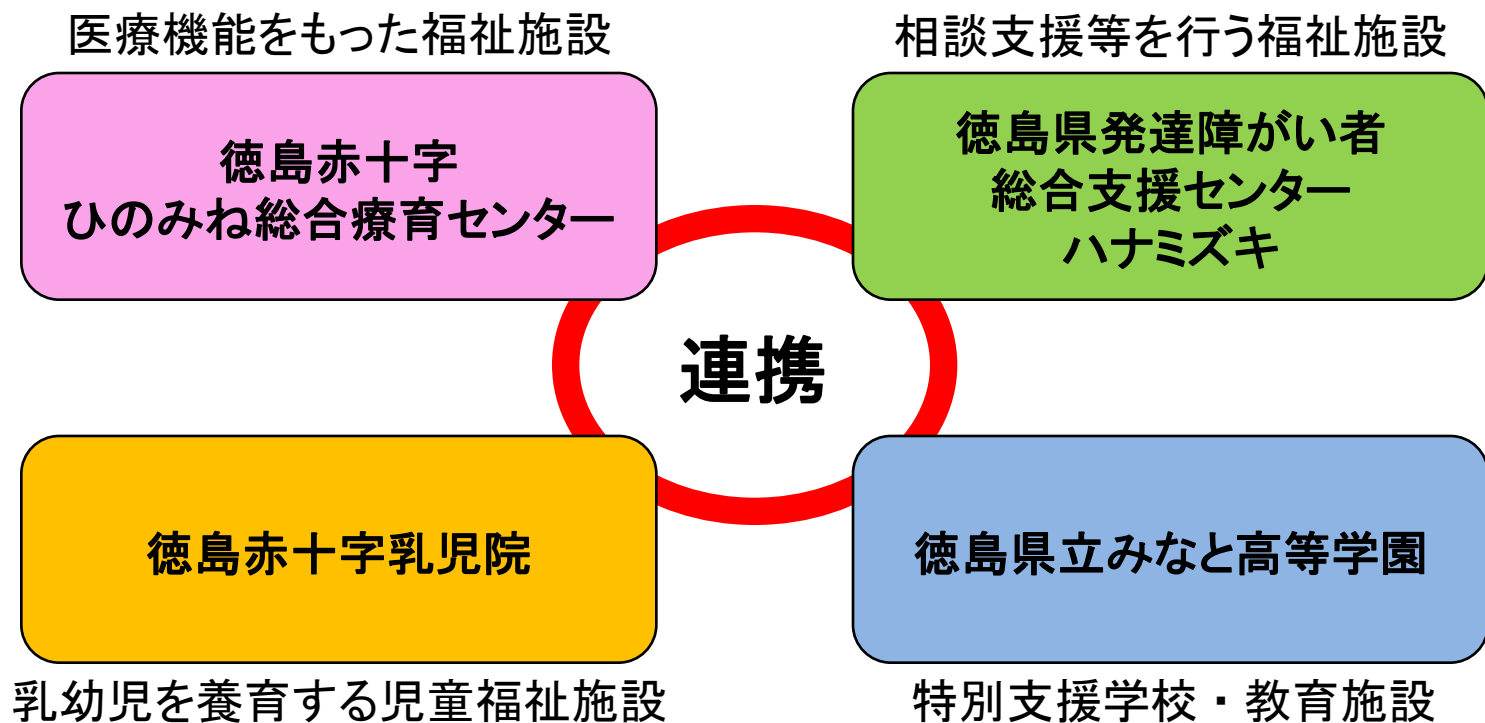 医療機能をもった福祉施設
徳島赤十字
ひのみね総合療育センター
相談支援等を行う福祉施設
徳島県発達障がい者
総合支援センター
ハナミズキ
連携
徳島赤十字乳児院
乳幼児を養育する児童福祉施設
徳島県立みなと高等学園
特別支援学校・教育施設